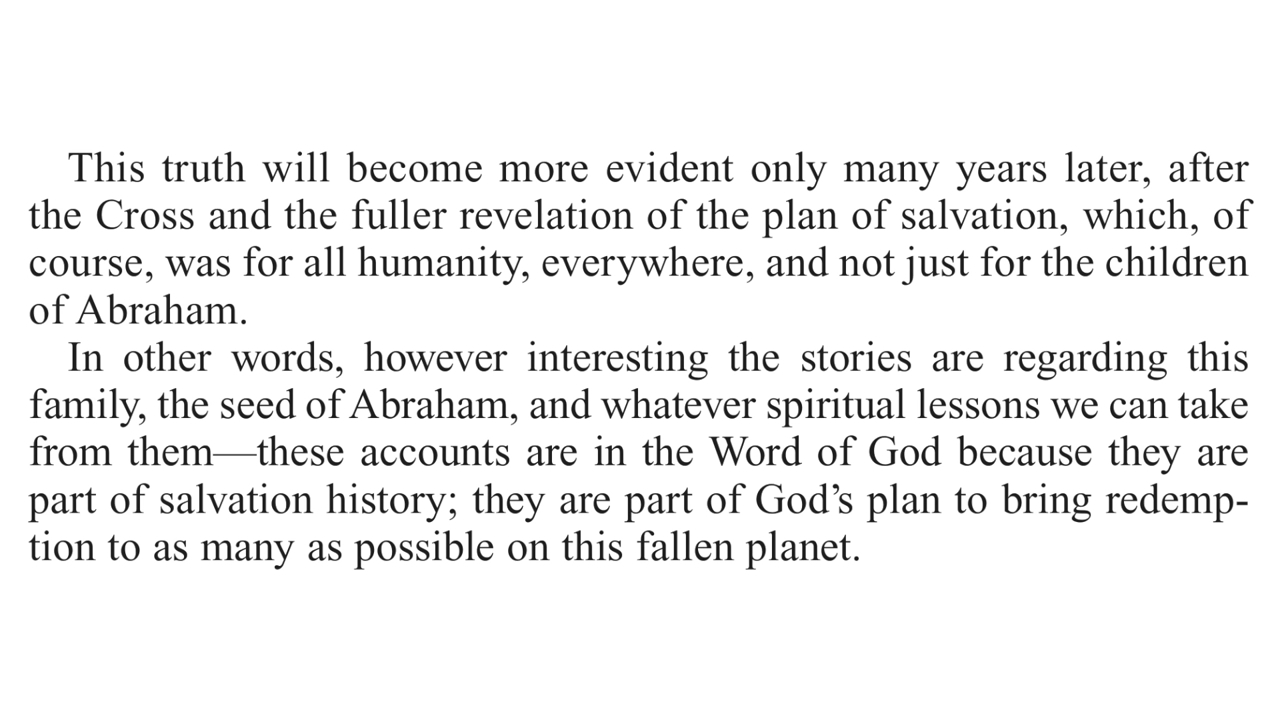 This truth will become more evident only many years later, after
the Cross and the fuller revelation of the plan of salvation, which, of
course, was for all humanity, everywhere, and not just for the children
of Abraham.
In other words, however interesting the stories are regarding this
family, the seed of Abraham, and whatever spiritual lessons we can take
from them—these accounts are in the Word of God because they are
part of salvation history; they are part of God’s plan to bring redemp-
tion to as many as possible on this fallen planet.